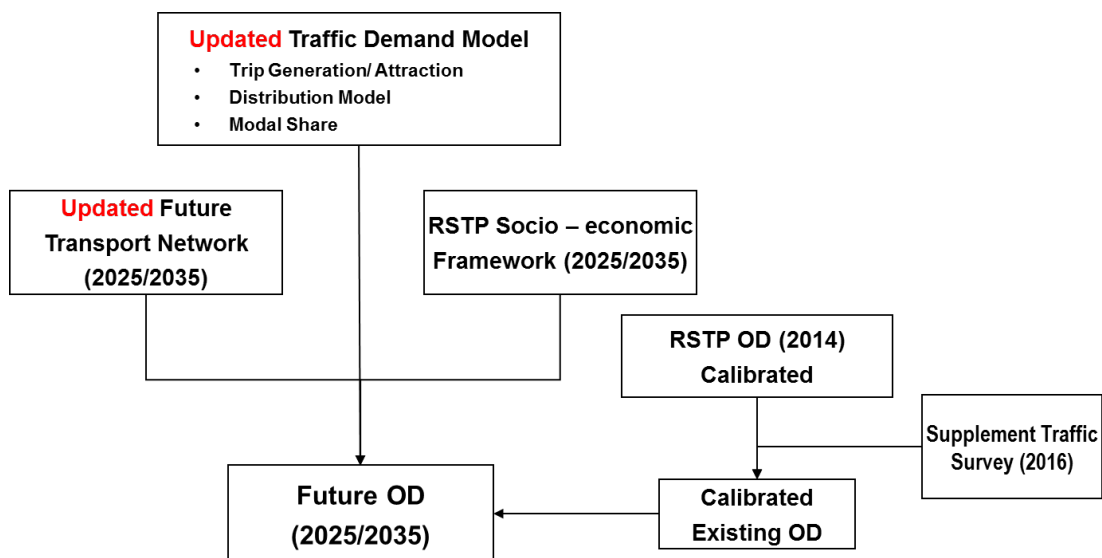 Updated Traffic Demand Model
• Trip Generation/ Attraction
• Distribution Model
• Modal Share
Updated Future
Transport Network
(2025/2035)
RSTP Socio – economic
Framework (2025/2035)
RSTP OD (2014)
Calibrated
Supplement Traffic
Survey (2016)
Future OD
(2025/2035)
Calibrated
Existing OD